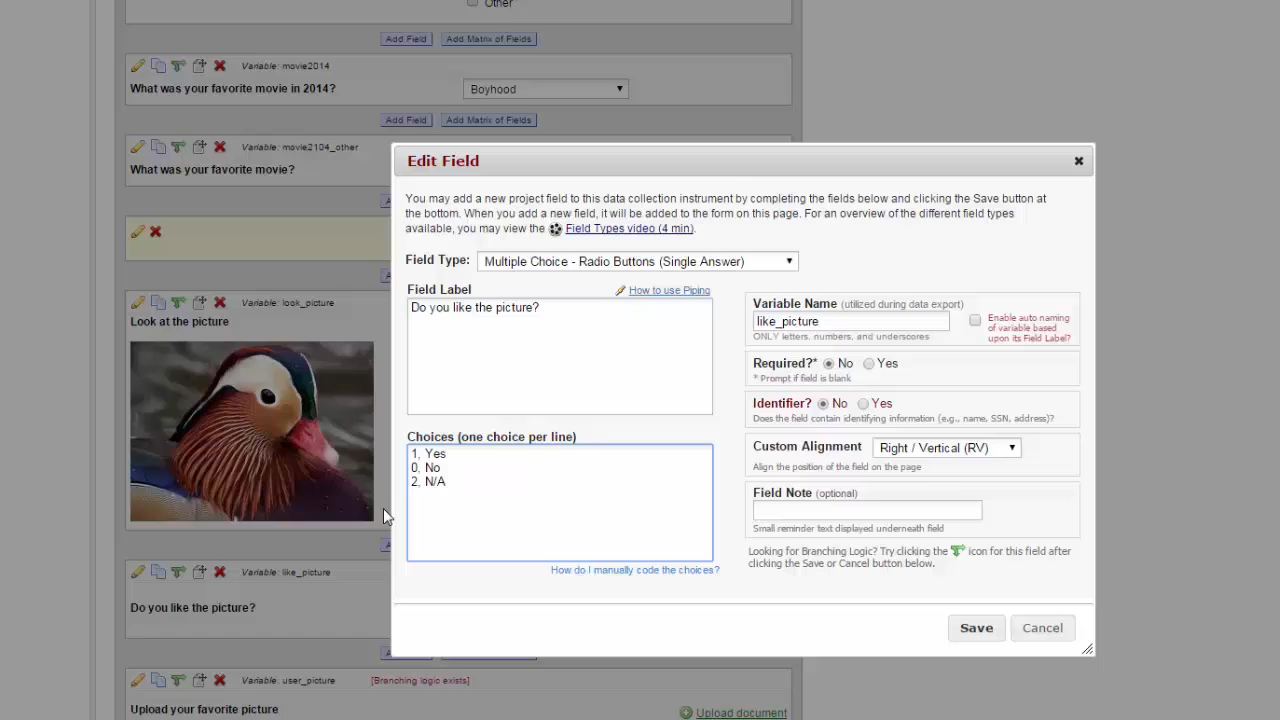 Other
Add Field Add Matrix of Fields
Variable: movie2014
What was your favorite movie in 2014? Boyhood
Add Field Add Matrix of Fields
Variable: movie2104_other
What was your favorite movie?
Variable: look_picture
Look at the picture
Variable: like_picture
Do you like the picture?
Variable: user_picture [Branching logic exists]
Upload your favorite picture
Upload document
Edit Field
You may add a new project field to this data collection instrument by completing the fields below and clicking the Save button at
the bottom. When you add a new field, it will be added to the form on this page. For an overview of the different field types
available, you may view the Field Types video (4 min).
Field Type: Multiple Choice - Radio Buttons (Single Answer)
Field Label How to use Piping
Do you like the picture?
Choices (one choice per line)
1, Yes
0, No
2, N/A
How do I manually code the choices?
Variable Name (utilized during data export)
like_picture
ONLY letters, numbers, and underscores
Enable auto naming
of variable based
upon its Field Label?
Required?* No Yes
* Prompt if field is blank
Identifier? No Yes
Does the field contain identifying information (e.g., name, SSN, address)?
Custom Alignment Right / Vertical (RV)
Align the position of the field on the page
Field Note (optional)
Small reminder text displayed underneath field
Looking for Branching Logic? Try clicking the icon for this field after
clicking the Save or Cancel button below.
Save Cancel